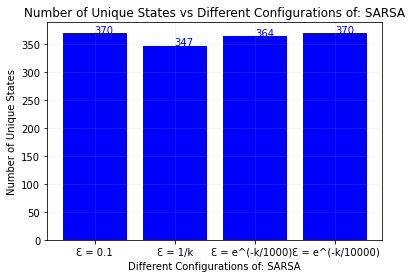 Number of Unique States vs Different Configurations of: SARSA
370
347
364
370
350
300
250
200
150
100
50
0
Number of Unique States
Ɛ = 0.1
Ɛ = 1/k
Ɛ = e^(-k/1000)
Ɛ = e^(-k/10000)
Different Configurations of: SARSA